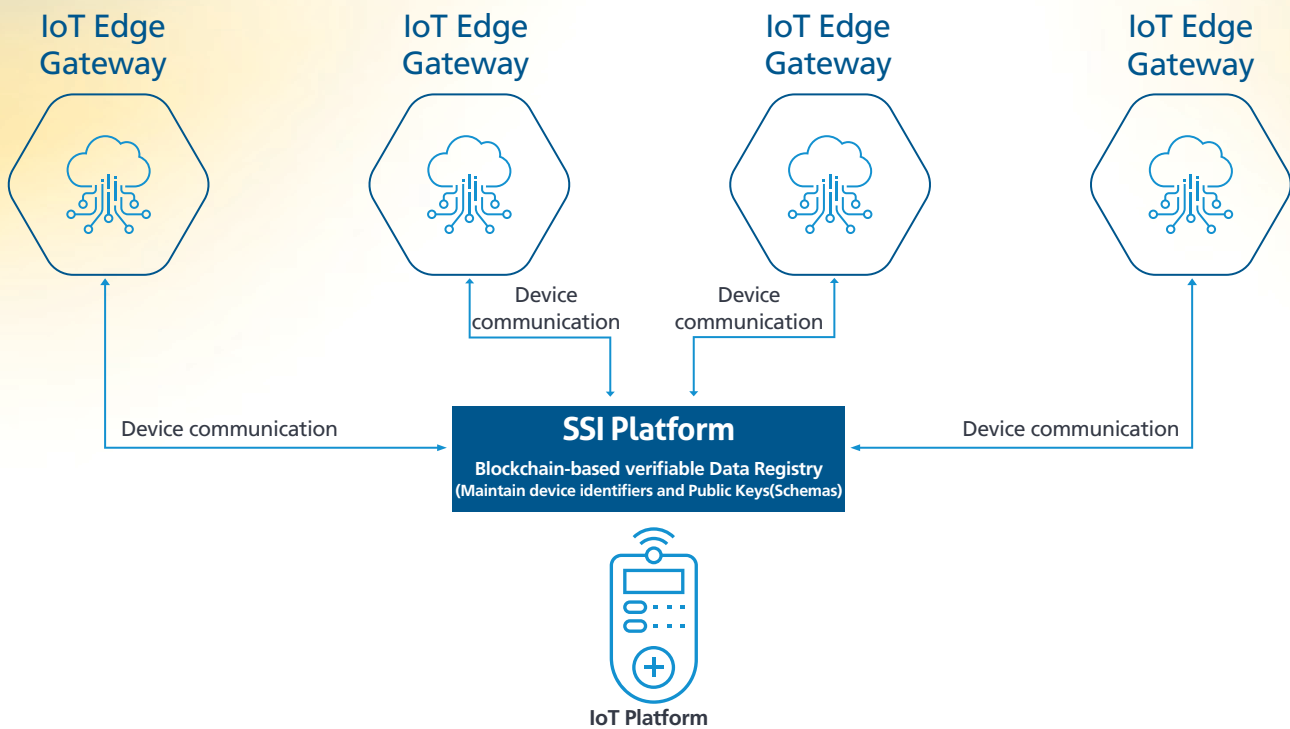 IoT Edge
Gateway
IoT Edge
Gateway
IoT Edge
Gateway
IoT Edge
Gateway
Device
communication
Device
communication
Device communication
Device communication
SSI Platform
Blockchain-based verifiable Data Registry
(Maintain device identifiers and Public Keys(Schemas)
IoT Platform